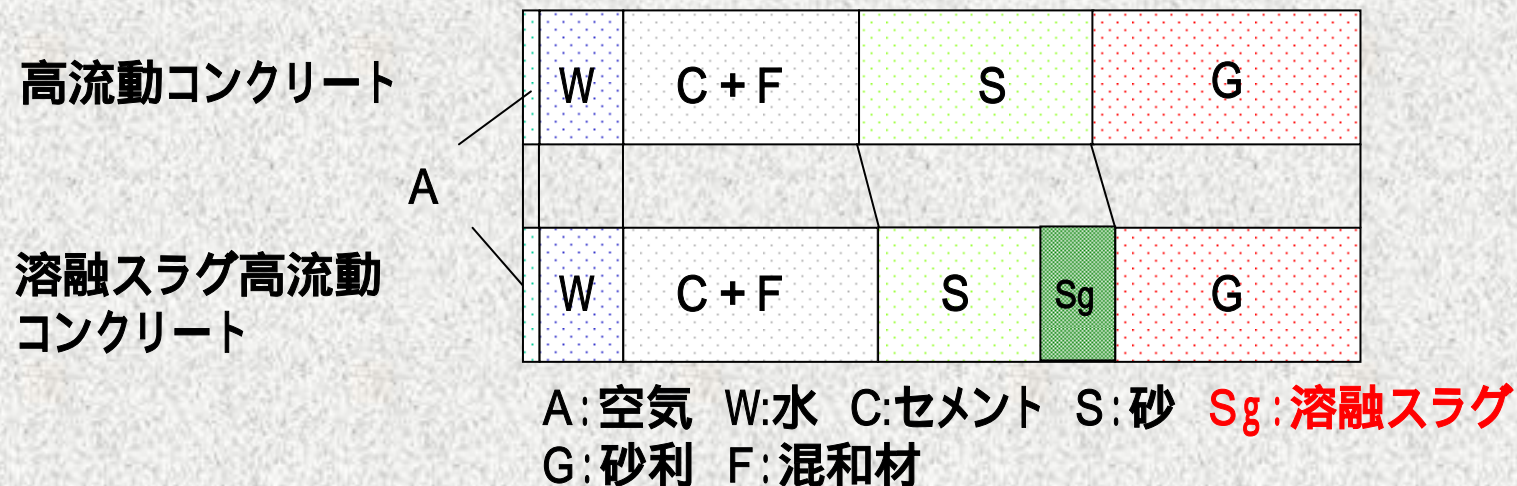 高流動コンクリート
W
C + F
S
G
A
溶融スラグ高流動
コンクリート
W
C + F
S
Sg
G
A:空気 W:水 C:セメント S:砂 Sg:溶融スラグ
G:砂利 F:混和材